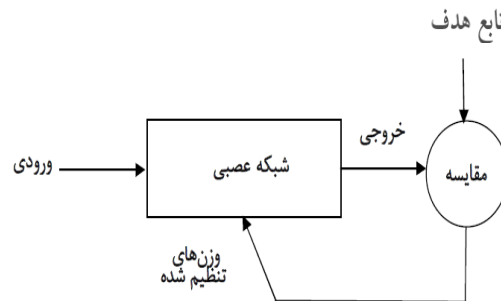 تابع هدف
خروجی
ورودی
شبکه عصبی
مقایسه
وزن‌های
تنظیم شده